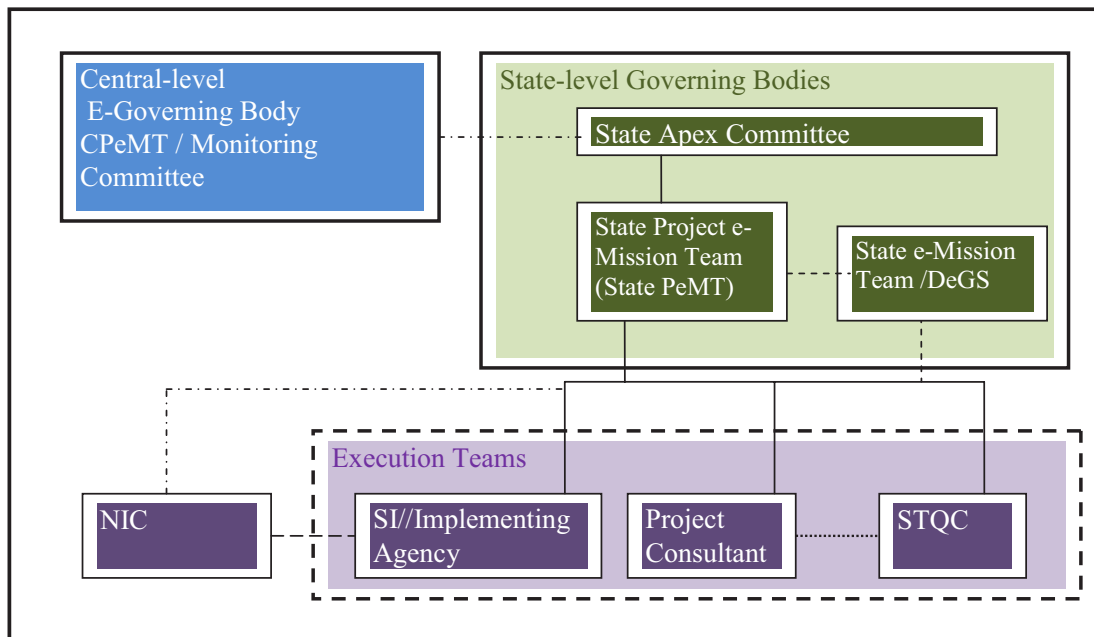 Central-level
E-Governing Body
CPeMT / Monitoring
Committee
State-level Governing Bodies
State Apex Committee
State Project e-
Mission Team
(State PeMT)
State e-Mission
Team /DeGS
Execution Teams
NIC
SI//Implementing
Agency
Project
Consultant
STQC